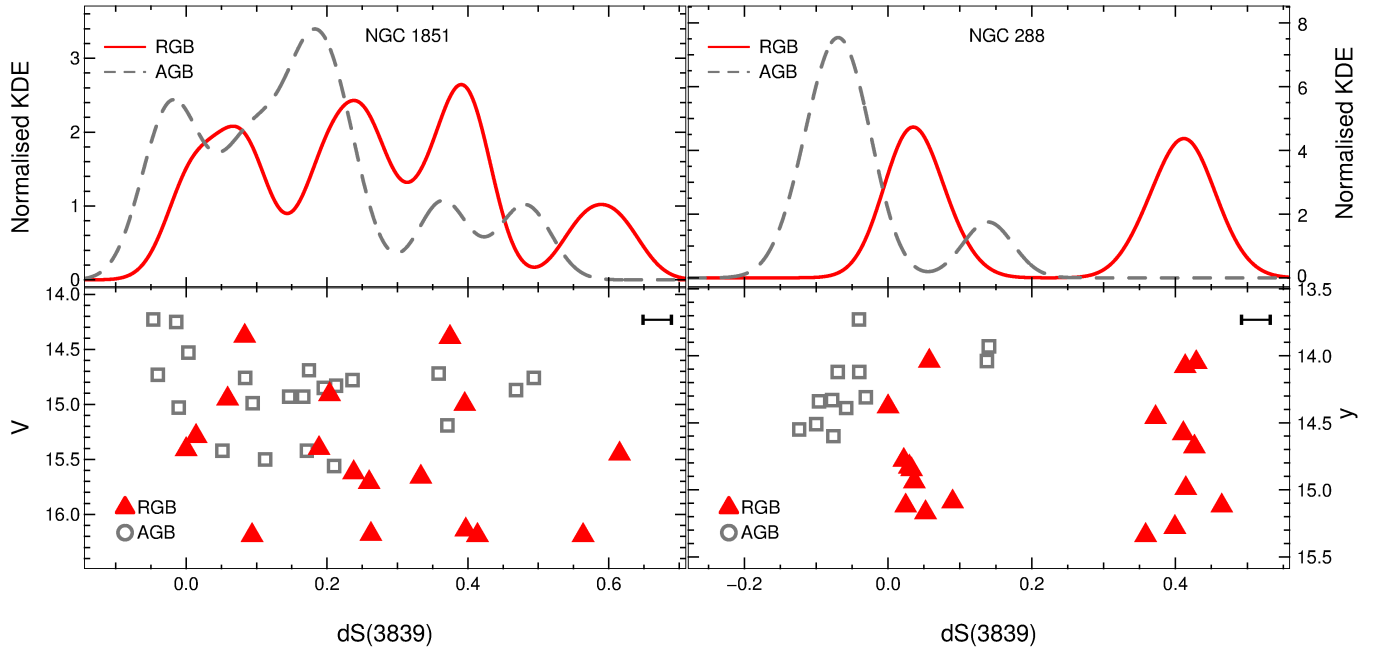 NGC 1851
RGB
AGB
Normalised KDE
3
2
1
0
NGC 288
RGB
AGB
Normalised KDE
8
6
4
2
0
V
14.0
14.5
15.0
15.5
16.0
RGB
AGB
0.0 0.2 0.4 0.6
dS(3839)
y
13.5
14.0
14.5
15.0
15.5
RGB
AGB
−0.2 0.0 0.2 0.4
dS(3839)